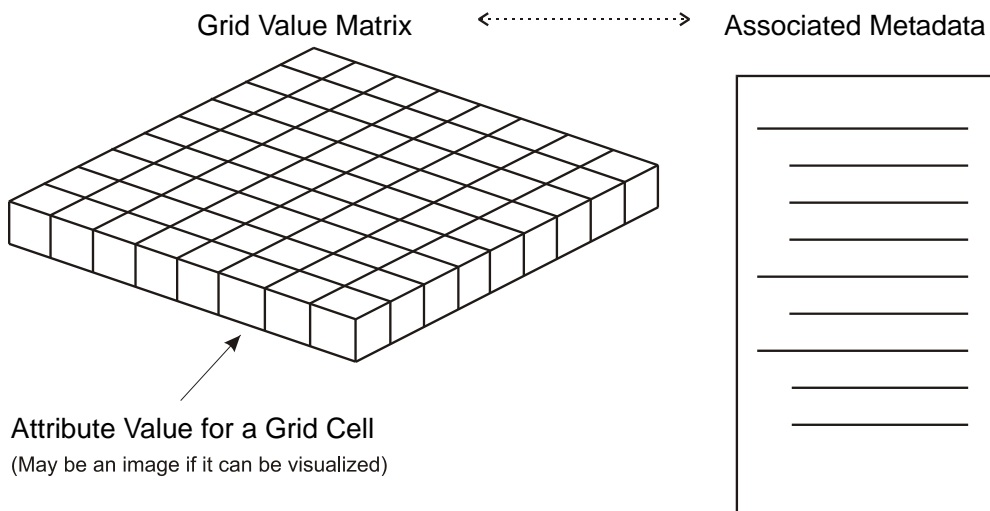 Grid Value Matrix
Associated Metadata
Attribute Value for a Grid Cell
(May be an image if it can be visualized)